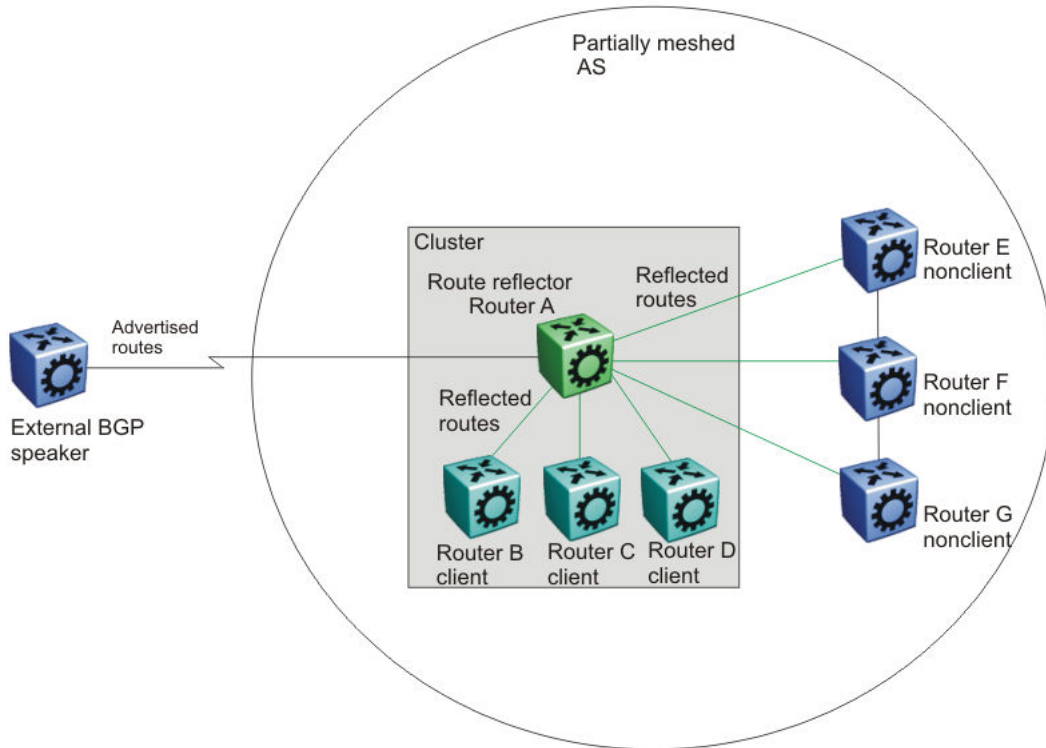 Partially meshed
AS
Cluster
Route reflector
Router A
Reflected
routes
Router E
nonclient
Advertised
routes
External BGP
speaker
Reflected
routes
Router F
nonclient
Router B
client
Router C
client
Router D
client
Router G
nonclient